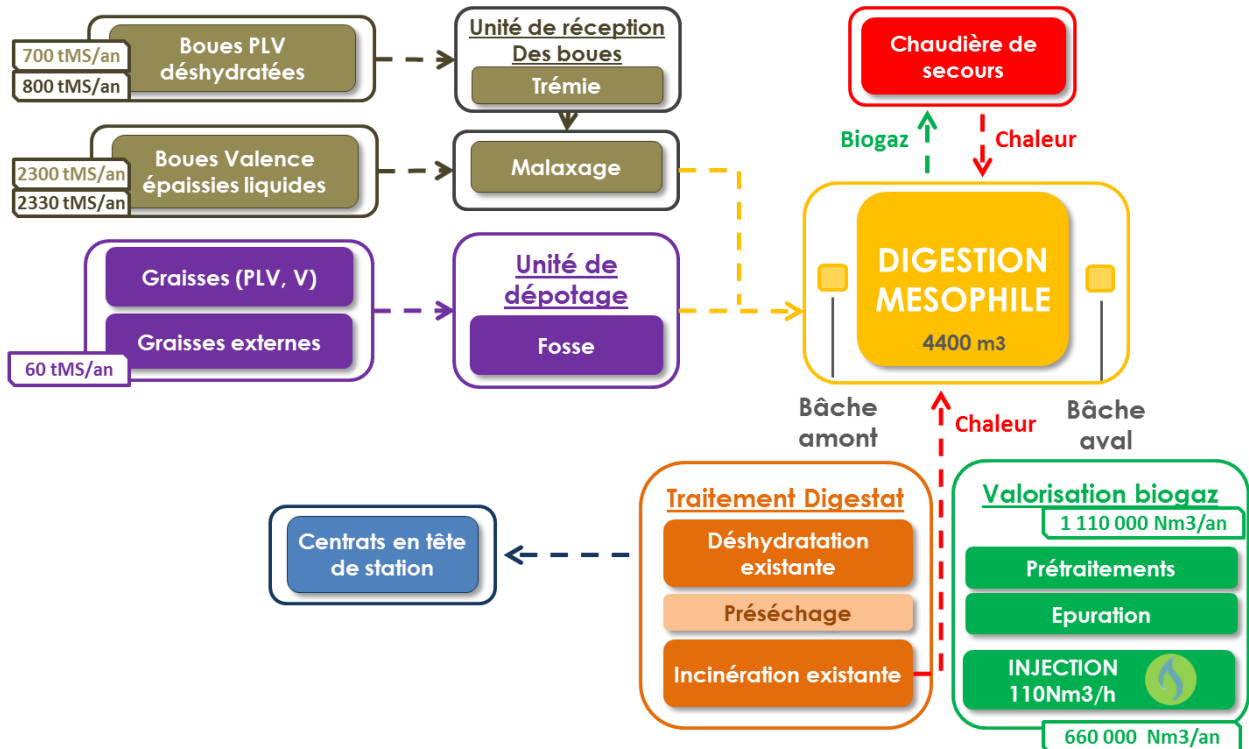 Boues PLV
déshydratées
700 tMS/an
800 tMS/an
Unité de réception
Des boues
Trémie
Chaudière de
secours
Biogaz
Chaleur
Boues Valence
épaissies liquides
2300 tMS/an
2330 tMS/an
Malaxage
Graisses (PLV, V)
Graisses externes
60 tMS/an
Unité de
dépotage
Fosse
DIGESTION
MESOPHILE
4400 m3
Bâche
amont
Chaleur
Bâche
aval
Centrats en tête
de station
Traitement Digestat
Déshydratation
existante
Préséchage
Incinération existante
Valorisation biogaz
1 110 000 Nm3/an
Prétraitements
Epuration
INJECTION
110Nm3/h
660 000 Nm3/an